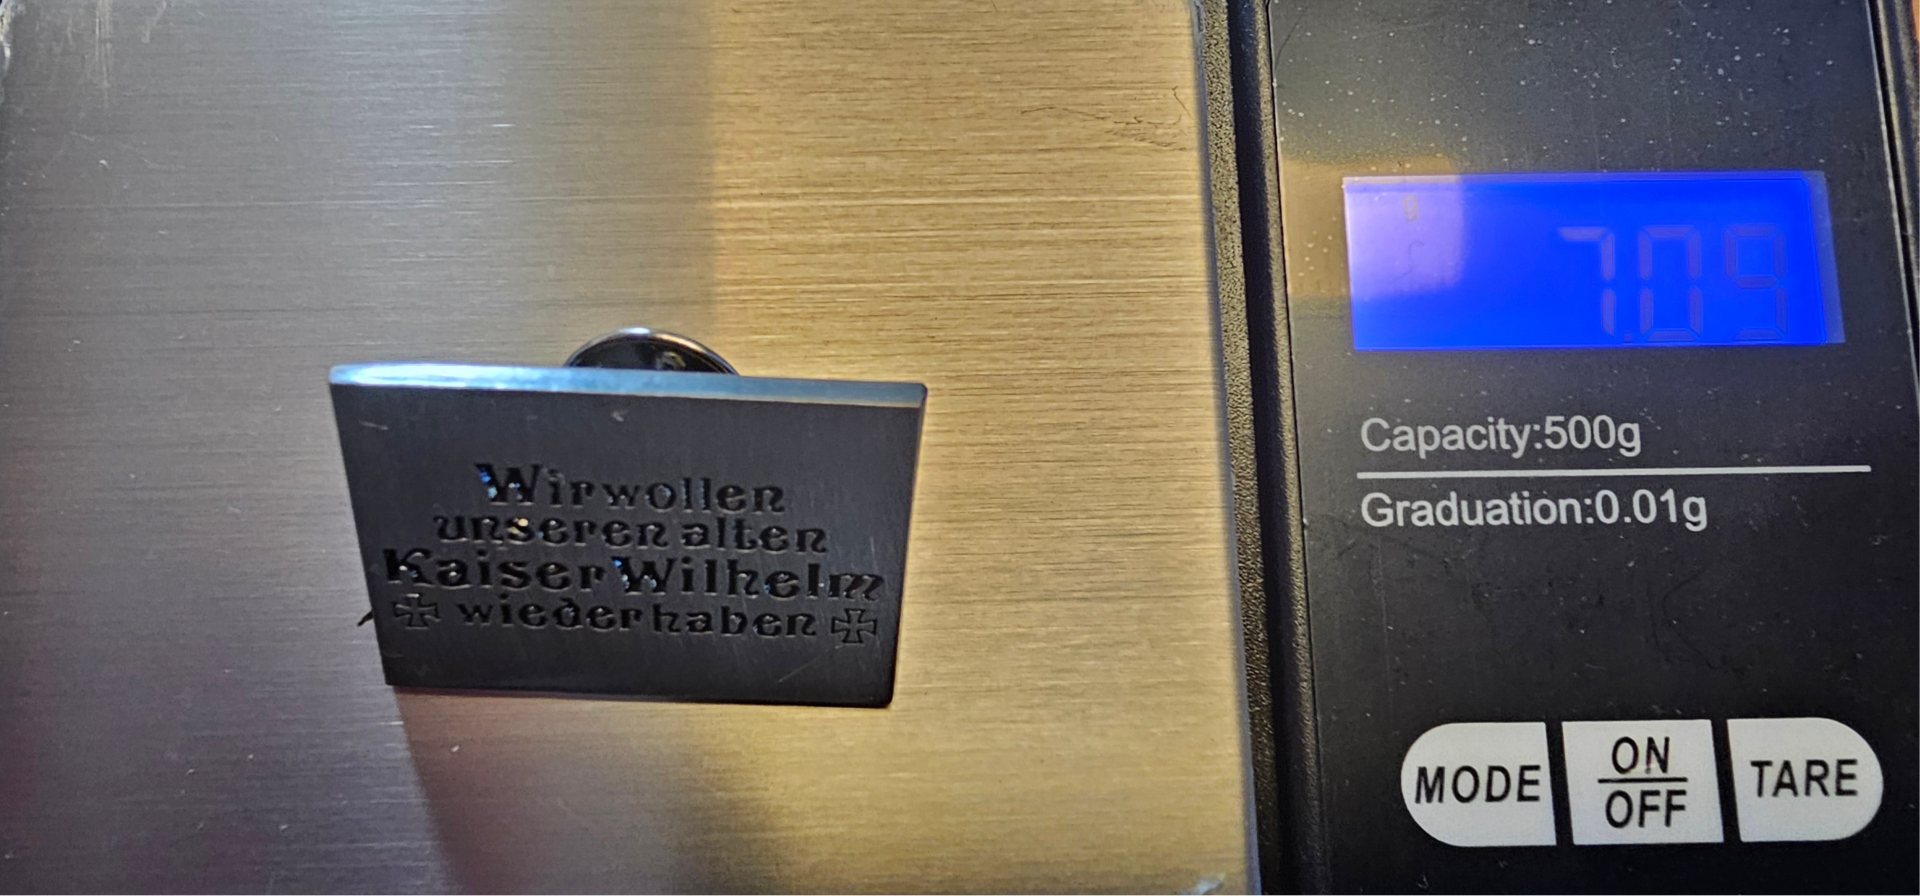 Wir wollen
unseren alten
Kaiser Wilhelm
wieder haben
g
7.09
Capacity:500g
Graduation:0.01g
MODE
ON
OFF
TARE